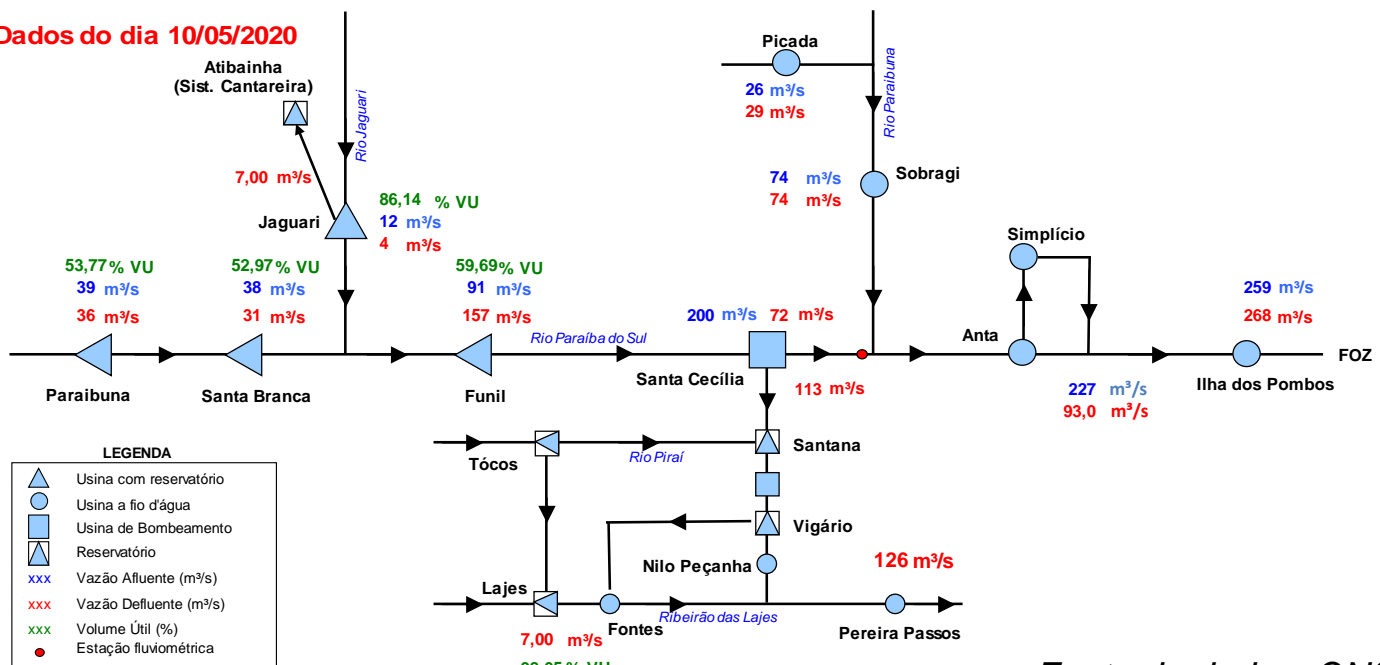 Dados do dia 10/05/2020
Atibainha
(Sist. Cantareira)
Rio Jaguari
7,00 m³/s
Jaguari
86,14 % VU
12 m³/s
4 m³/s
Picada
26 m³/s
29 m³/s
Rio Paraibuna
74 m³/s
74 m³/s
Sobragi
53,77 % VU
39 m³/s
36 m³/s
Paraibuna
52,97 % VU
38 m³/s
31 m³/s
Santa Branca
59,69 % VU
91 m³/s
157 m³/s
Funil
Rio Paraíba do Sul
200 m³/s 72 m³/s
Santa Cecília
113 m³/s
Simplício
Anta
227 m³/s
93,0 m³/s
259 m³/s
268 m³/s
Ilha dos Pombos
FOZ
Tócos
Rio Piraí
Santana
Vigário
Nilo Peçanha
126 m³/s
Lajes
Fontes
Ribeirão das Lajes
Pereira Passos
7,00 m³/s
LEGENDA
Usina com reservatório
Usina a fio d'água
Usina de Bombeamento
Reservatório
xxx Vazão Afluente (m³/s)
xxx Vazão Defluente (m³/s)
xxx Volume Útil (%)
Estação fluviométrica